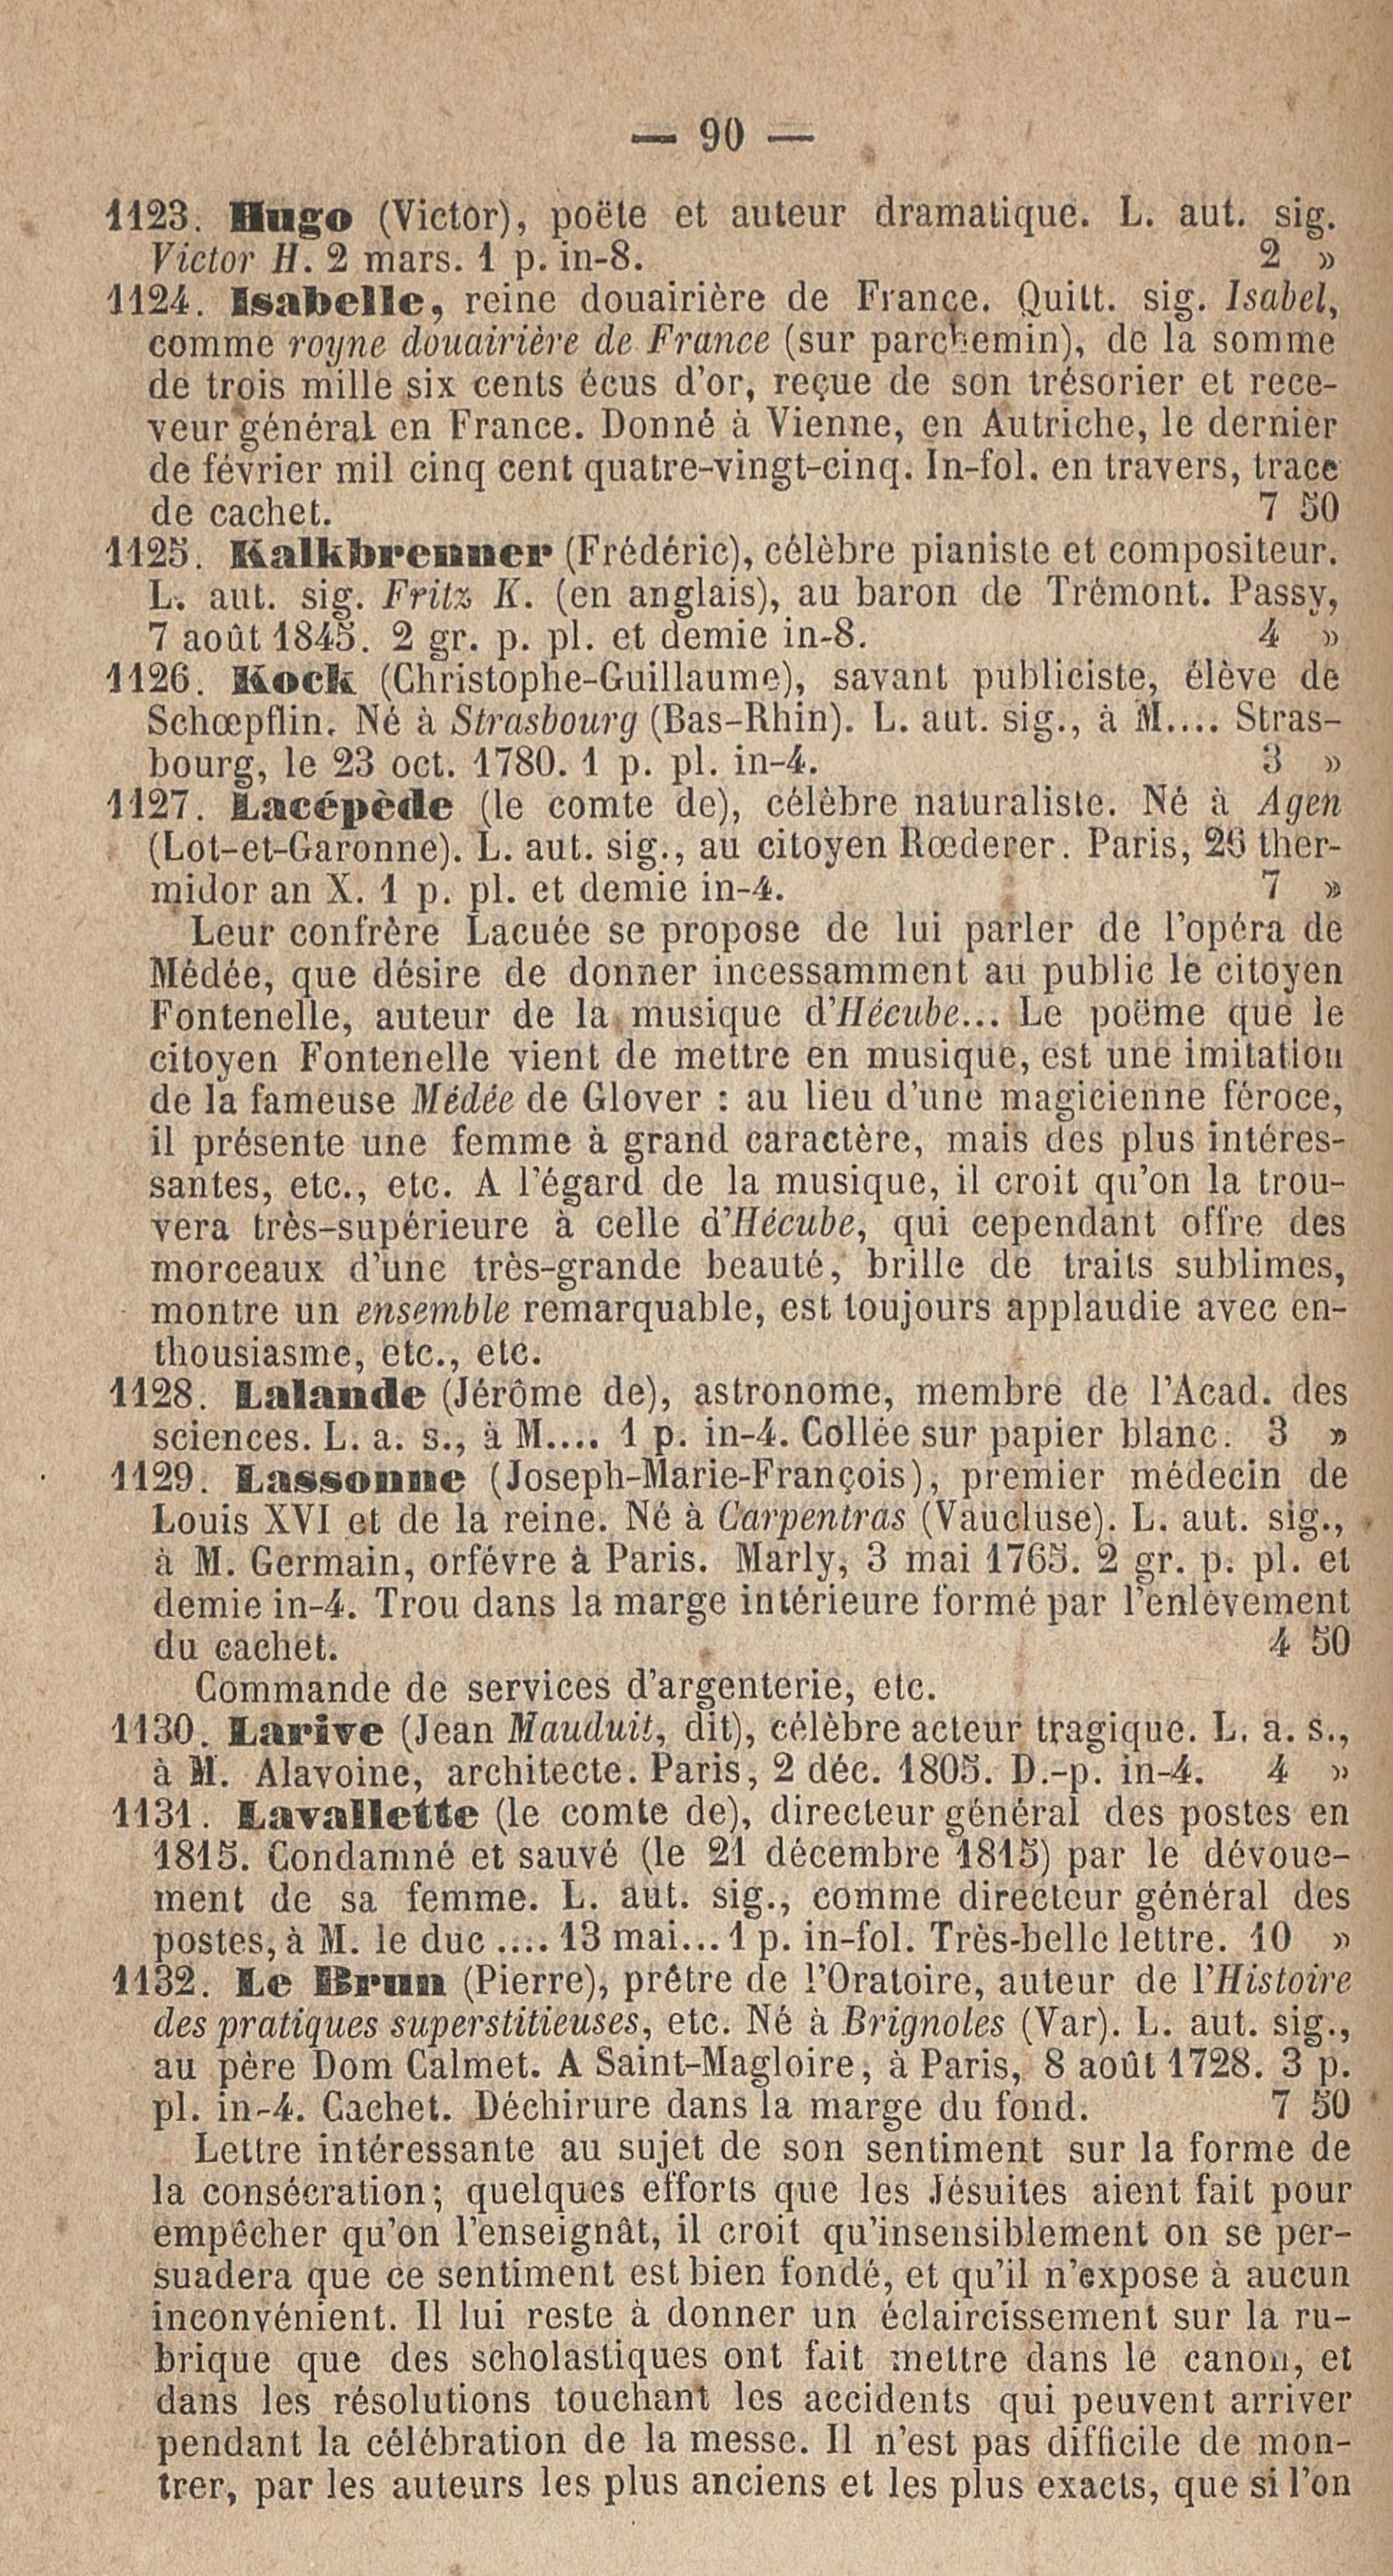 — 90 —
1123. Hugo (Victor), poëte et auteur dramatique. L. aut. sig.
Victor H. 2 mars. 1 p. in-8. 2 »
1124. Isabelle, reine douairière de France. Quitt. sig. Isabel,
comme royne douairière de France (sur parchemin), de la somme
de trois mille six cents écus d'or, reçue de son trésorier et rece-
veur général en France. Donné à Vienne, en Autriche, le dernier
de février mil cinq cent quatre-vingt-cinq. In-fol. en travers, trace
de cachet. 7 50
1125. Kalkbrenner (Frédéric), célèbre pianiste et compositeur.
L. aut. sig. Fritz K. (en anglais), au baron de Trémont. Passy,
7 août 1845. 2 gr. p. pl. et demie in-8. 4 »
1126. Kock (Christophe-Guillaume), savant publiciste, élève de
Schœpflin. Né à Strasbourg (Bas-Rhin). L. aut. sig., à M.... Stras-
bourg, le 23 oct. 1780. 1 p. pl. in-4. 3 »
1127. Lacépède (le comte de), célèbre naturaliste. Né à Agen
(Lot-et-Garonne). L. aut. sig., au citoyen Rœderer. Paris, 26 ther-
midor an X. 1 p. pl. et demie in-4. 7 »
Leur confrère Lacuée se propose de lui parler de l'opéra de
Médée, que désire de donner incessamment au public le citoyen
Fontenelle, auteur de la musique d'Hécube... Le poëme que le
citoyen Fontenelle vient de mettre en musique, est une imitation
de la fameuse Médée de Glover : au lieu d'une magicienne féroce,
il présente une femme à grand caractère, mais des plus intéres-
santes, etc., etc. A l'égard de la musique, il croit qu'on la trou-
vera très-supérieure à celle d'Hécube, qui cependant offre des
morceaux d'une très-grande beauté, brille de traits sublimes,
montre un ensemble remarquable, est toujours applaudie avec en-
thousiasme, etc., etc.
1128. Lalande (Jérôme de), astronome, membre de l'Acad. des
sciences. L. a. s., à M.... 1 p. in-4. Collée sur papier blanc. 3 »
1129. Lassonne (Joseph-Marie-François), premier médecin de
Louis XVI et de la reine. Né à Carpentras (Vaucluse). L. aut. sig.,
à M. Germain, orfévre à Paris. Marly, 3 mai 1765. 2 gr. p. pl. et
demie in-4. Trou dans la marge intérieure formé par l'enlèvement
du cachet. 4 50
Commande de services d'argenterie, etc.
1130. Larive (Jean Mauduit, dit), célèbre acteur tragique. L. a. s.,
à M. Alavoine, architecte. Paris, 2 déc. 1805. D.-p. in-4. 4 »
1131. Lavallette (le comte de), directeur général des postes en
1815. Condamné et sauvé (le 21 décembre 1815) par le dévoue-
ment de sa femme. L. aut. sig., comme directeur général des
postes, à M. le duc .... 13 mai... 1 p. in-fol. Très-belle lettre. 10 »
1132. Le Brun (Pierre), prêtre de l'Oratoire, auteur de l'Histoire
des pratiques superstitieuses, etc. Né à Brignoles (Var). L. aut. sig.,
au père Dom Calmet. A Saint-Magloire, à Paris, 8 août 1728. 3 p.
pl. in-4. Cachet. Déchirure dans la marge du fond. 7 50
Lettre intéressante au sujet de son sentiment sur la forme de
la consécration; quelques efforts que les Jésuites aient fait pour
empêcher qu'on l'enseignât, il croit qu'insensiblement on se per-
suadera que ce sentiment est bien fondé, et qu'il n'expose à aucun
inconvénient. Il lui reste à donner un éclaircissement sur la ru-
brique que des scholastiques ont fait mettre dans le canon, et
dans les résolutions touchant les accidents qui peuvent arriver
pendant la célébration de la messe. Il n'est pas difficile de mon-
trer, par les auteurs les plus anciens et les plus exacts, que si l'on